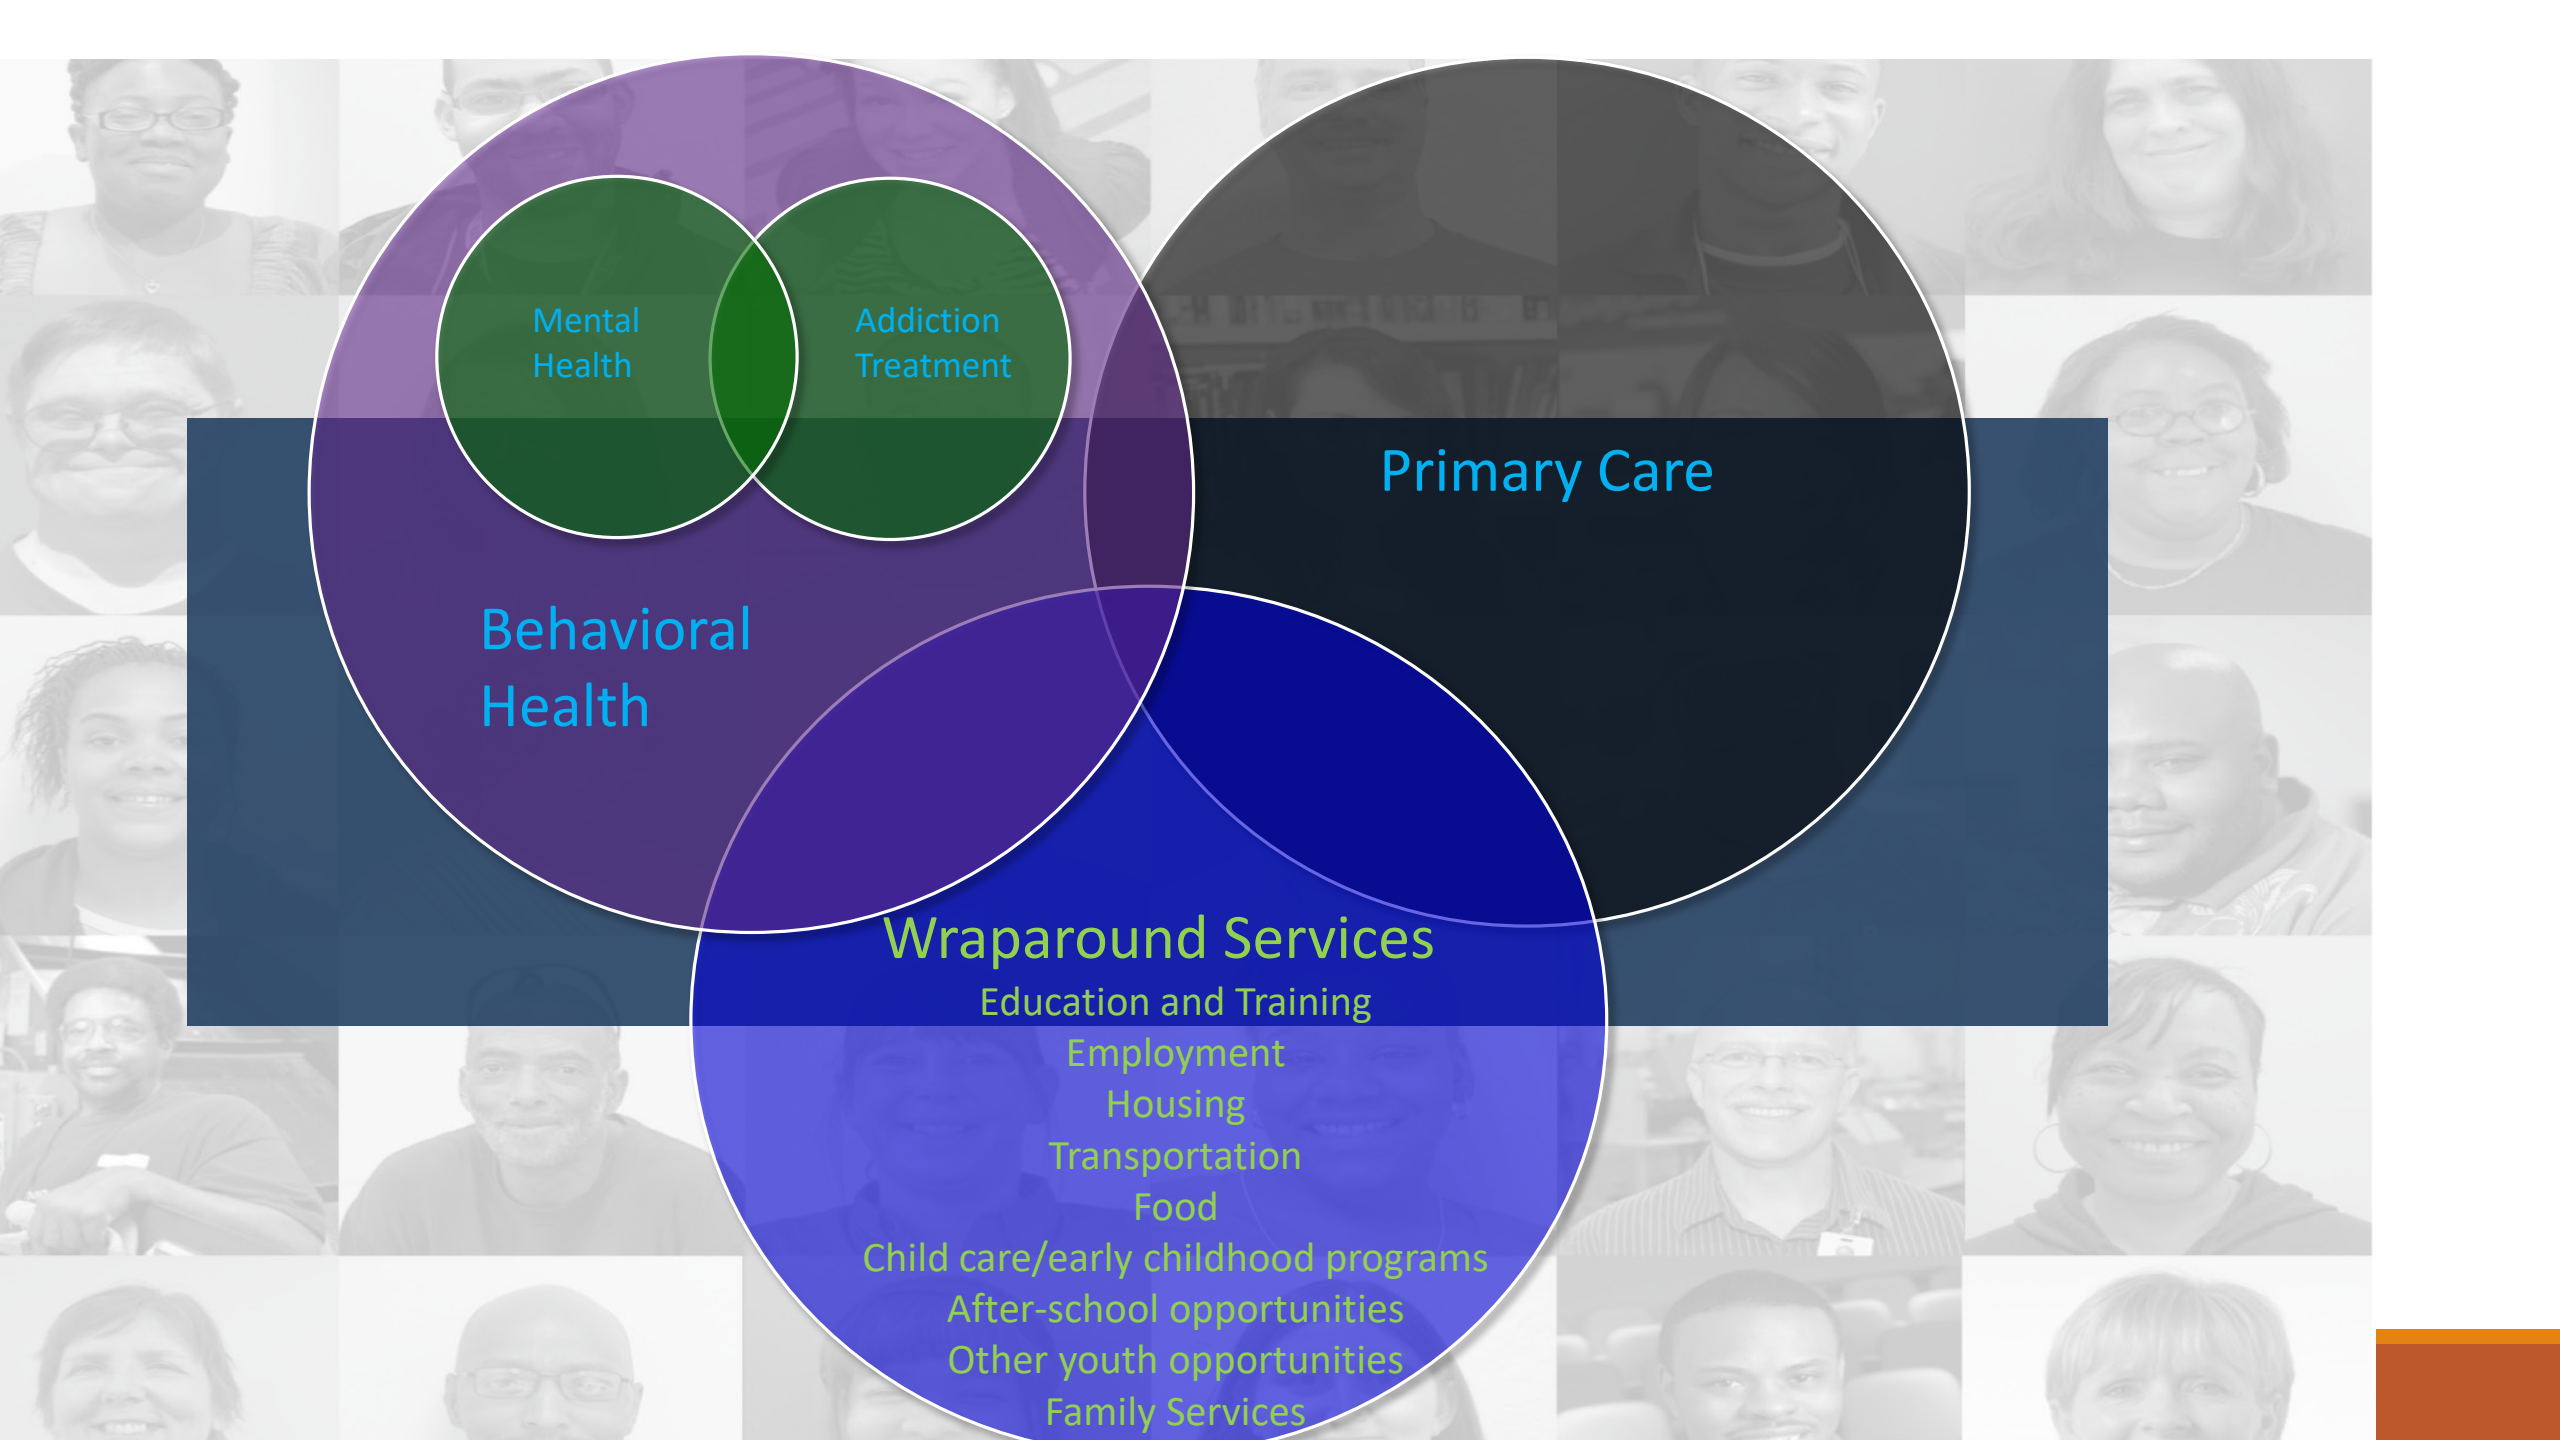 Mental
Health
Addiction
Treatment
Primary Care
Behavioral
Health
Wraparound Services
Education and Training
Employment
Housing
Transportation
Food
Child care/early childhood programs
After-school opportunities
Other youth opportunities
Family Services